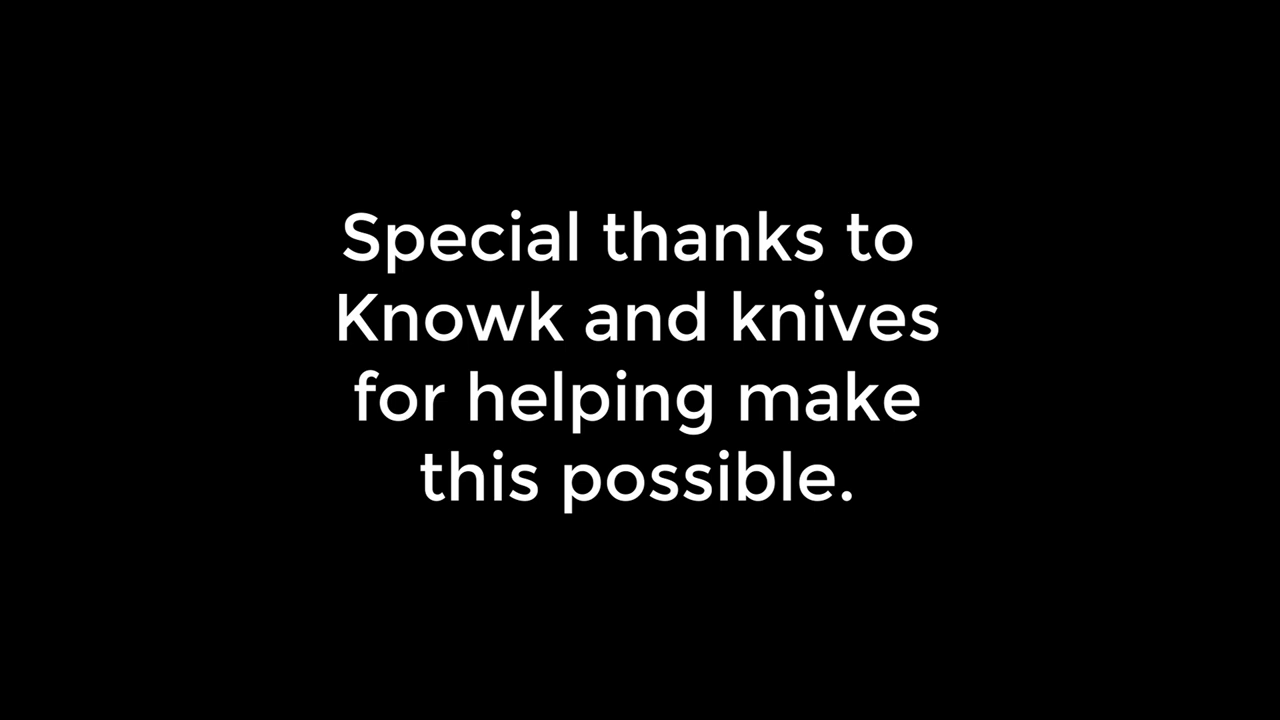 Special thanks to
Knowk and knives
for helping make
this possible.